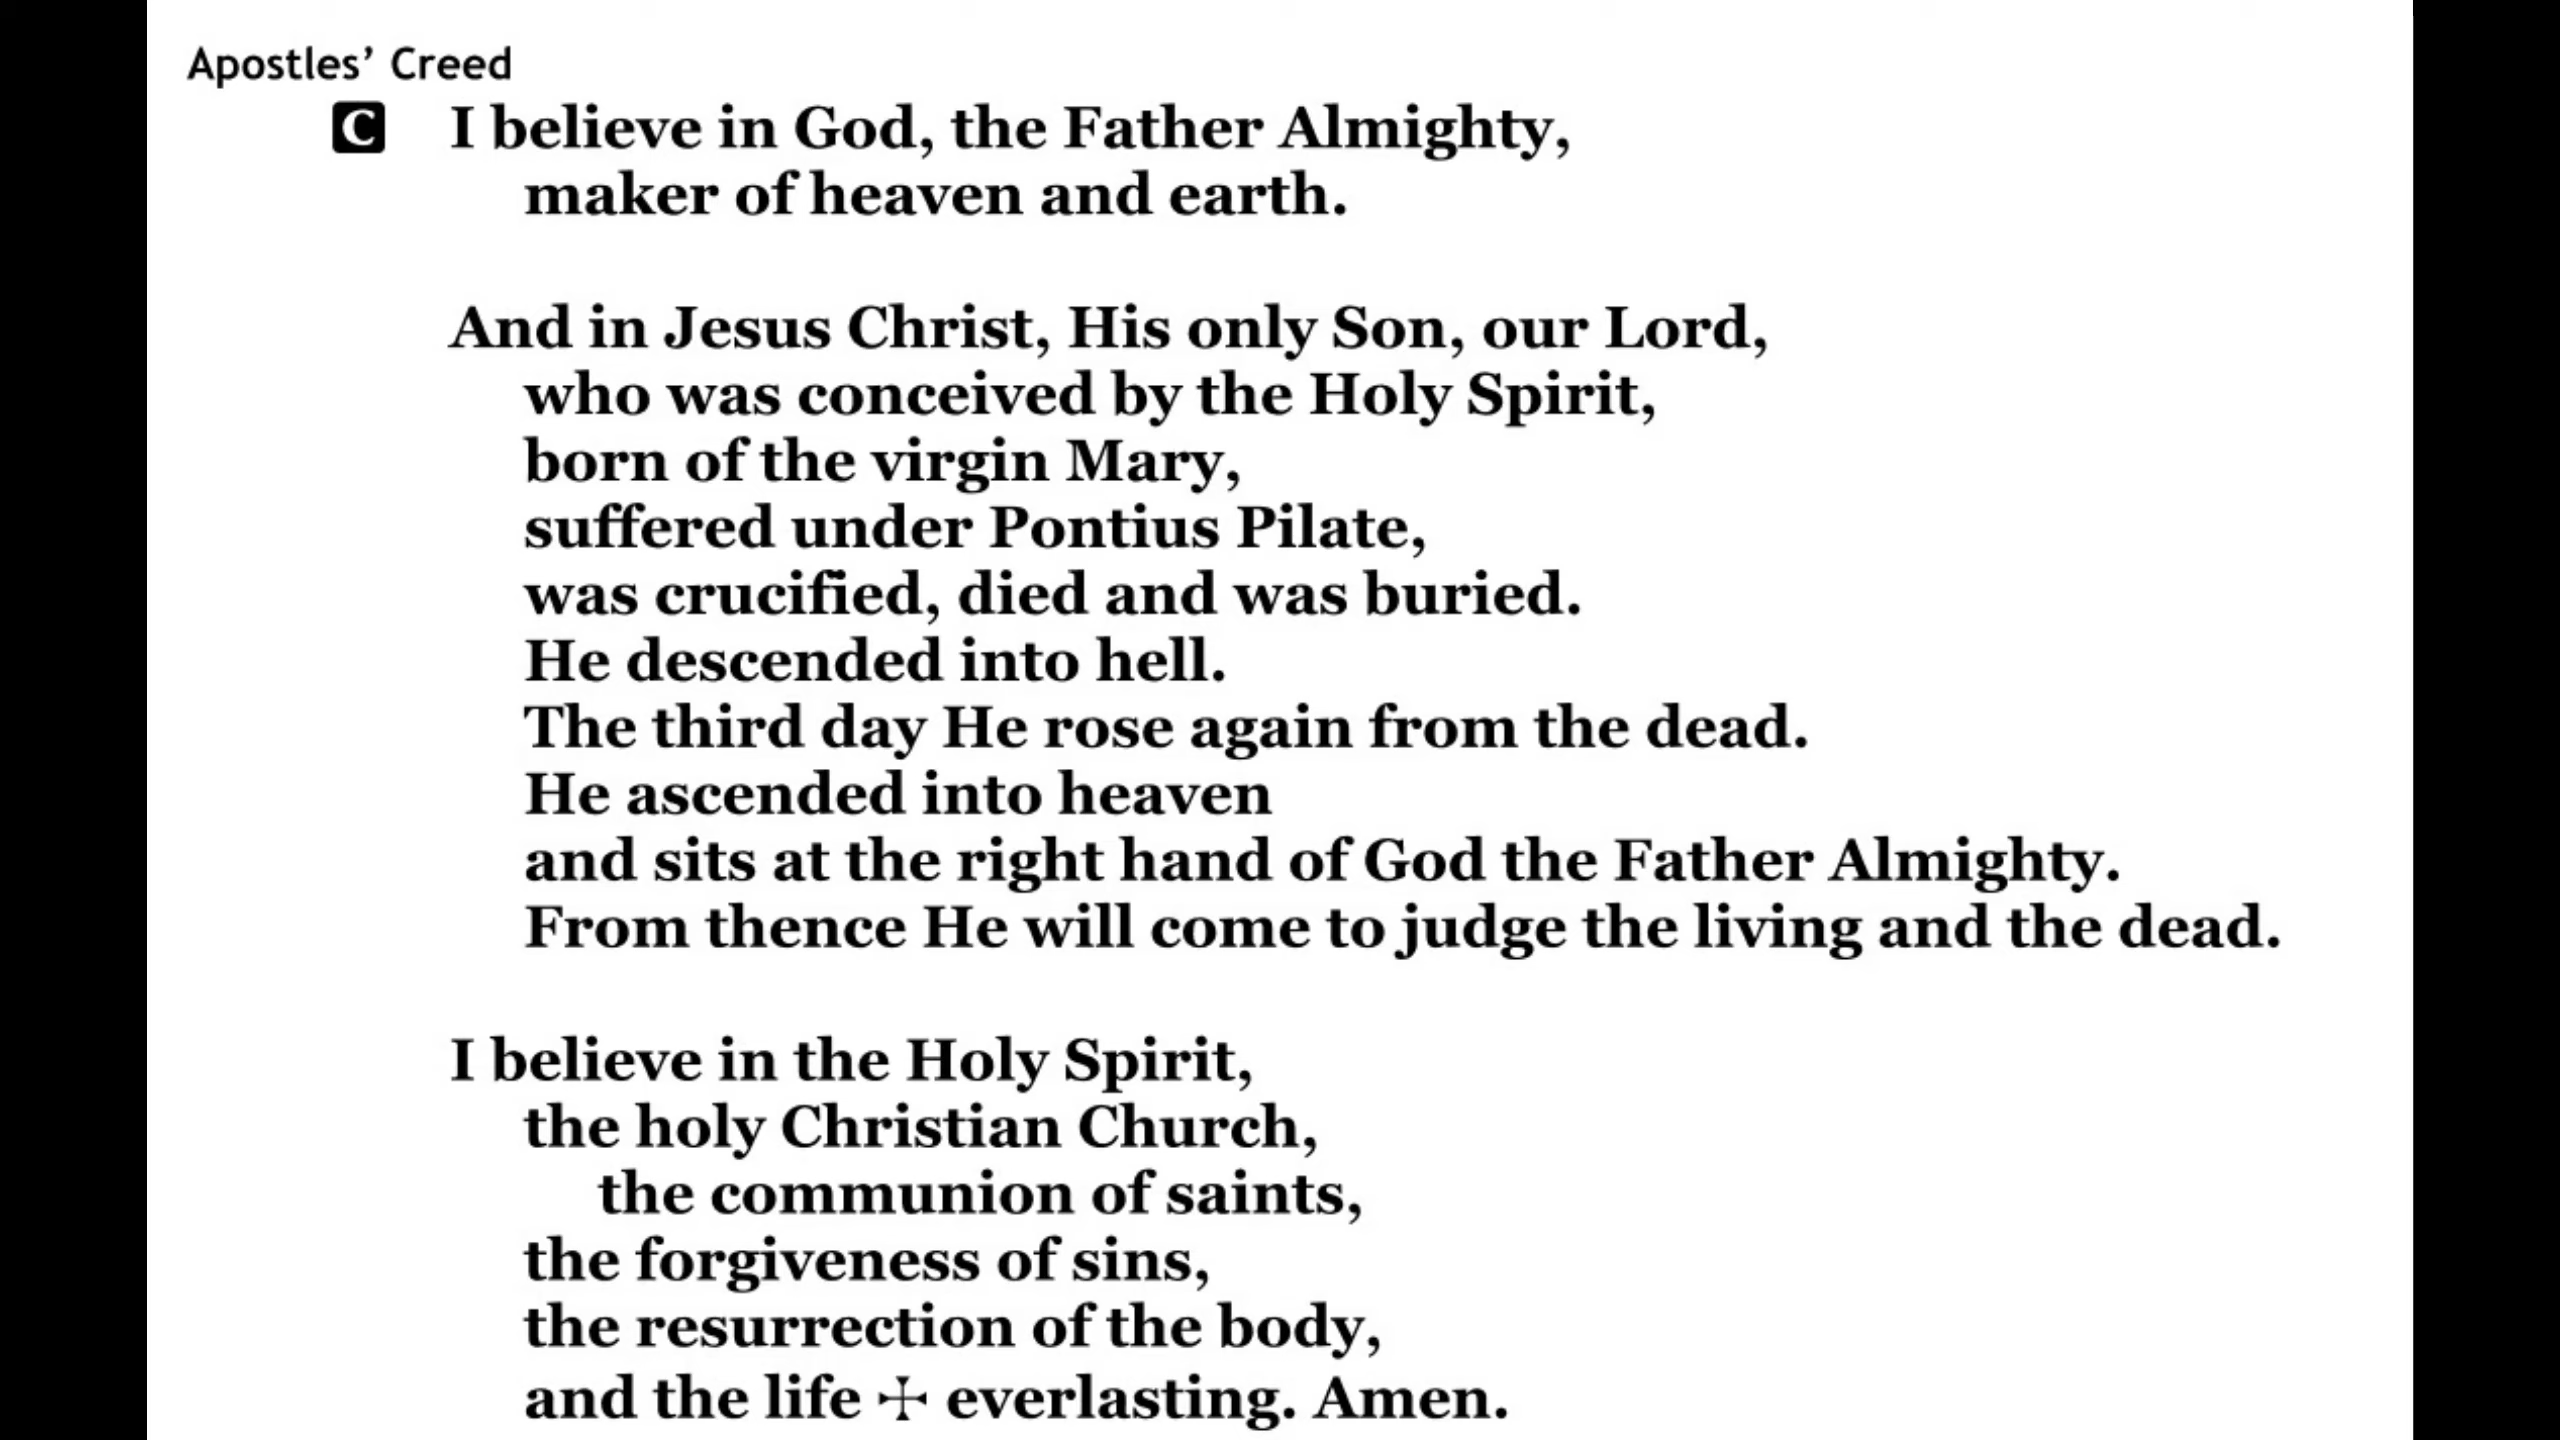 Apostles’ Creed
C I believe in God, the Father Almighty,
maker of heaven and earth.
And in Jesus Christ, His only Son, our Lord,
who was conceived by the Holy Spirit,
born of the virgin Mary,
suffered under Pontius Pilate,
was crucified, died and was buried.
He descended into hell.
The third day He rose again from the dead.
He ascended into heaven
and sits at the right hand of God the Father Almighty.
From thence He will come to judge the living and the dead.
I believe in the Holy Spirit,
the holy Christian Church,
the communion of saints,
the forgiveness of sins,
the resurrection of the body,
and the life ☩ everlasting. Amen.